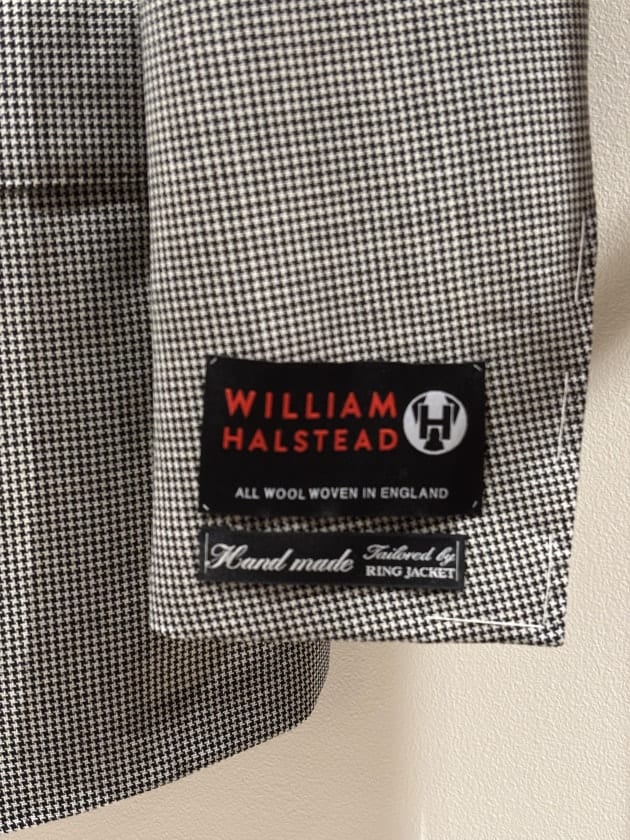 WILLIAM
HALSTEAD
H
ALL WOOL WOVEN IN ENGLAND
Hand made
Tailored by
RING JACKET